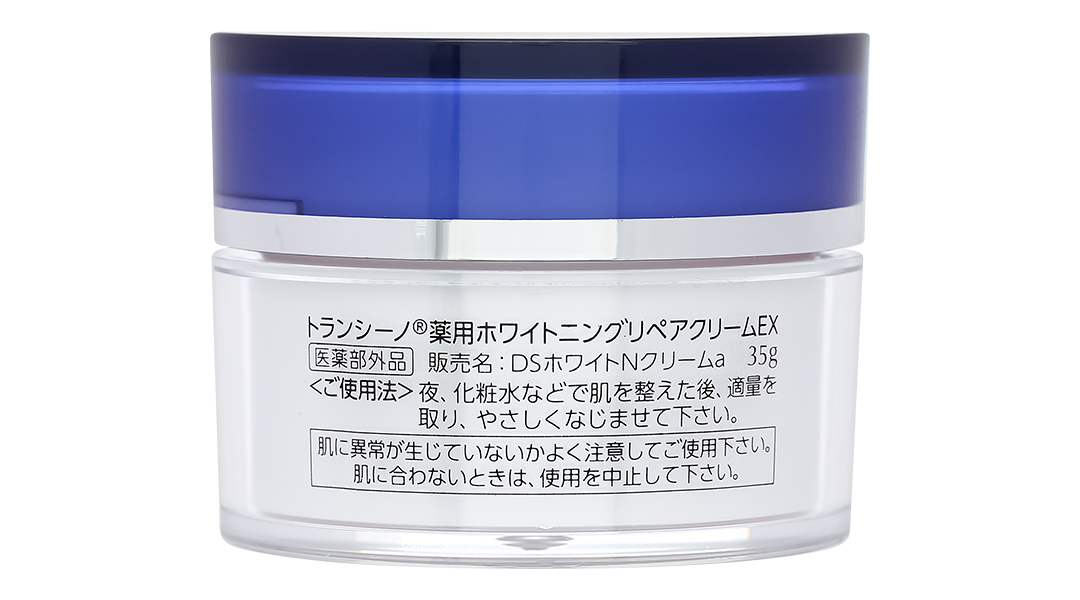 トランシーノ®薬用ホワイトニングリペアクリームEX
医薬部外品 販売名：DSホワイトNクリームa 35g
<ご使用法>夜、化粧水などで肌を整えた後、適量を
取り、やさしくなじませて下さい。
肌に異常が生じていないかよく注意してご使用下さい。
肌に合わないときは、使用を中止して下さい。